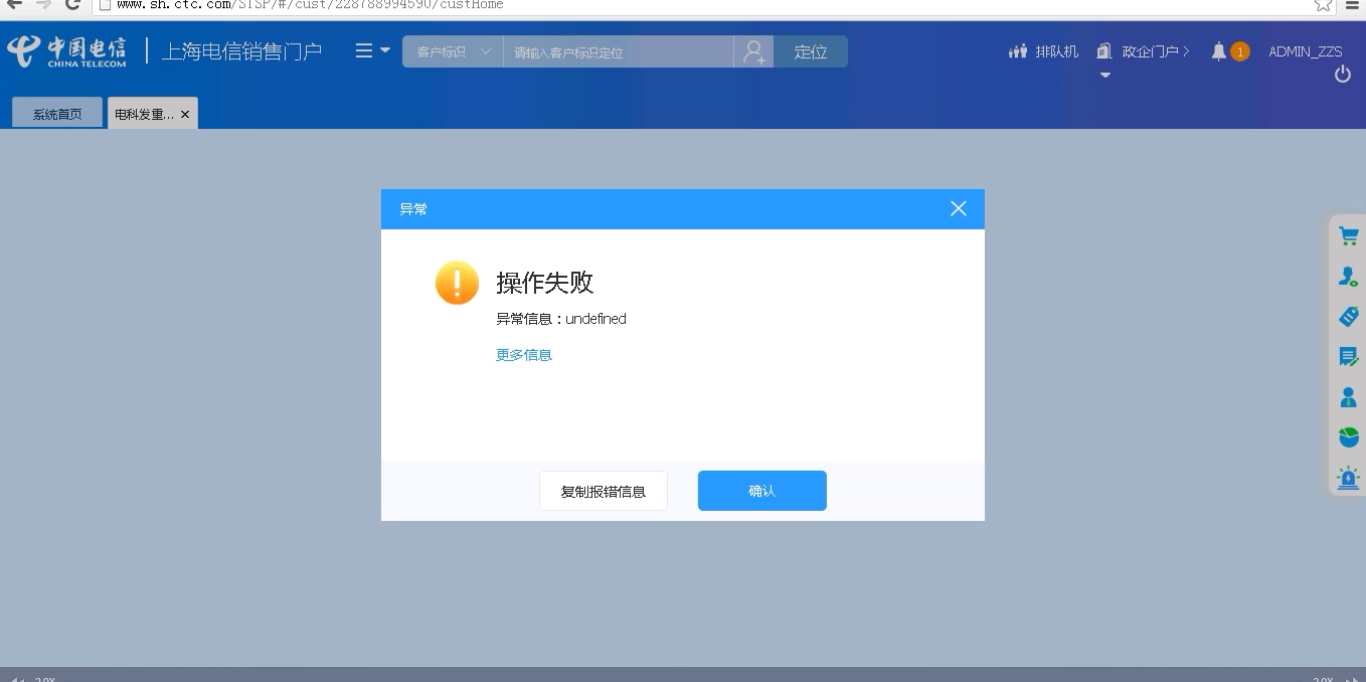 www.sh.ctc.com/STSP/#/cust/228788994590/custHome
中国电信
CHINA TELECOM
上海电信销售门户
客户标识
请输入客户标识定位
定位
排队机
政企门户
1
ADMIN_ZZS
系统首页
电科发重...
异常
操作失败
异常信息：undefined
更多信息
复制报错信息
确认